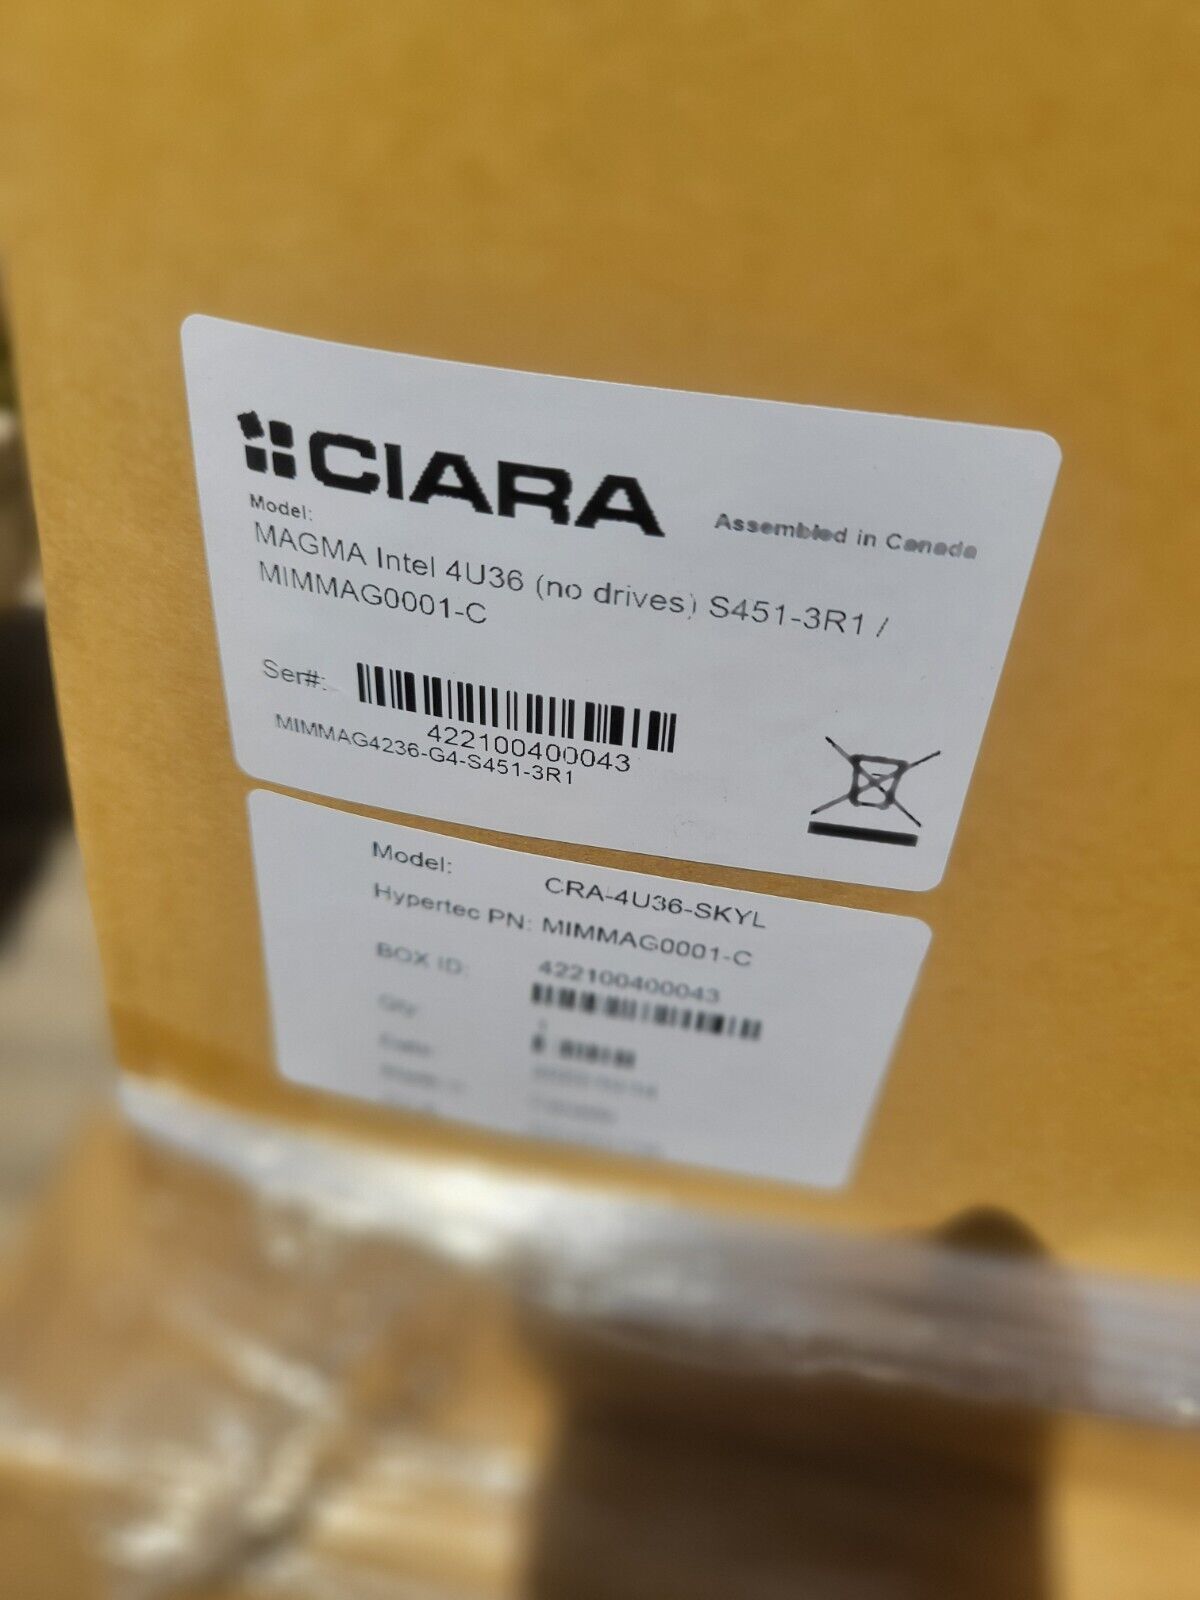 CIARA
Assembled in Canada
Model:
MAGMA Intel 4U36 (no drives) S451-3R1 /
MIMMAG0001-C
Ser#:
422100400043
MIMMAG4236-G4-S451-3R1
Model: CRA-4U36-SKYL
Hypertec PN: MIMMAG0001-C
BOX ID: 422100400043
Qty